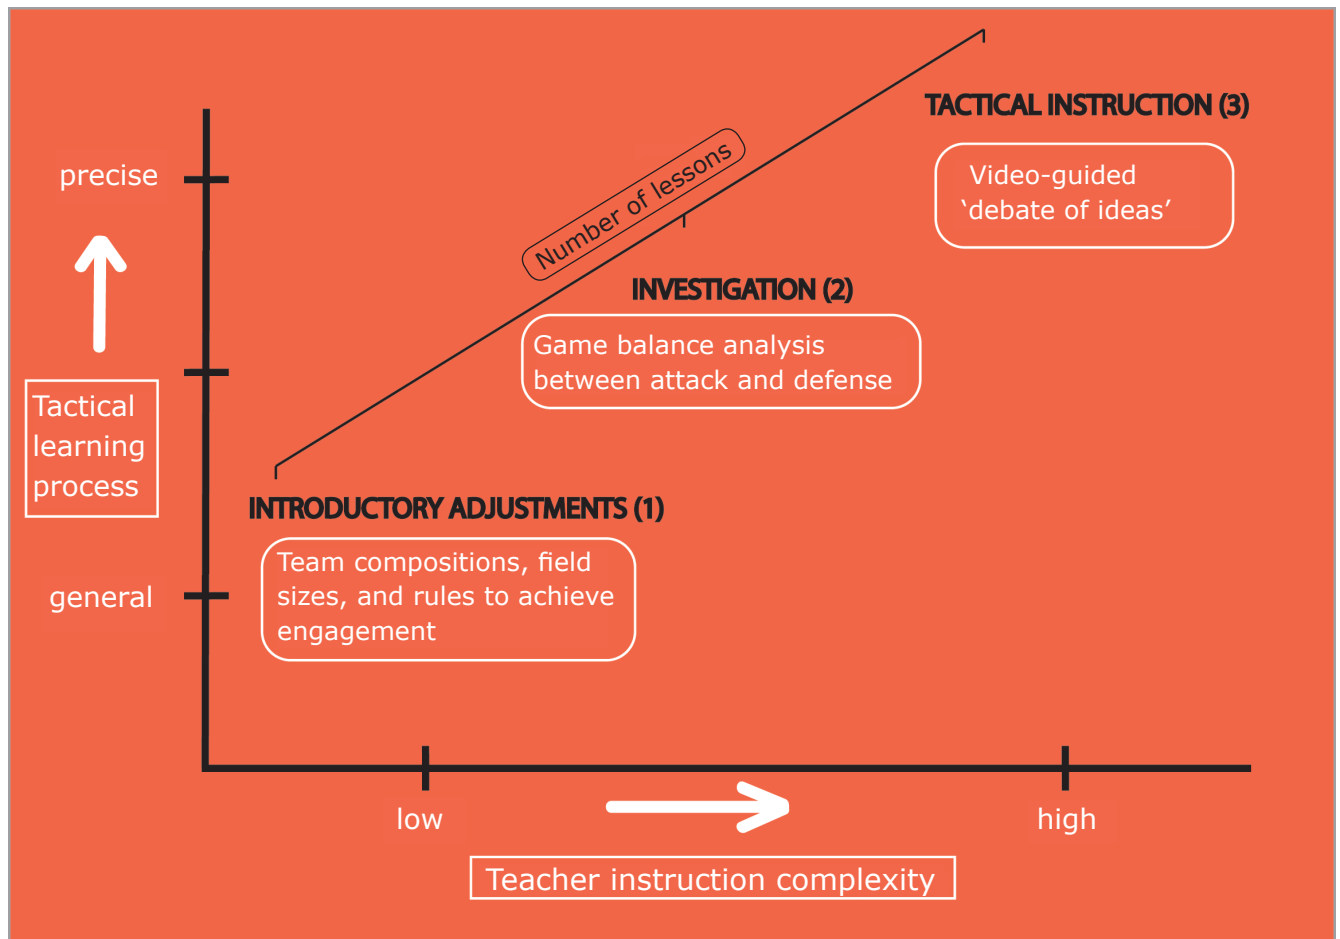 TACTICAL INSTRUCTION (3)
Video-guided
‘debate of ideas’
precise
Number of lessons
INVESTIGATION (2)
Game balance analysis
between attack and defense
Tactical
learning
process
INTRODUCTORY ADJUSTMENTS (1)
Team compositions, field
sizes, and rules to achieve
engagement
general
low
high
Teacher instruction complexity